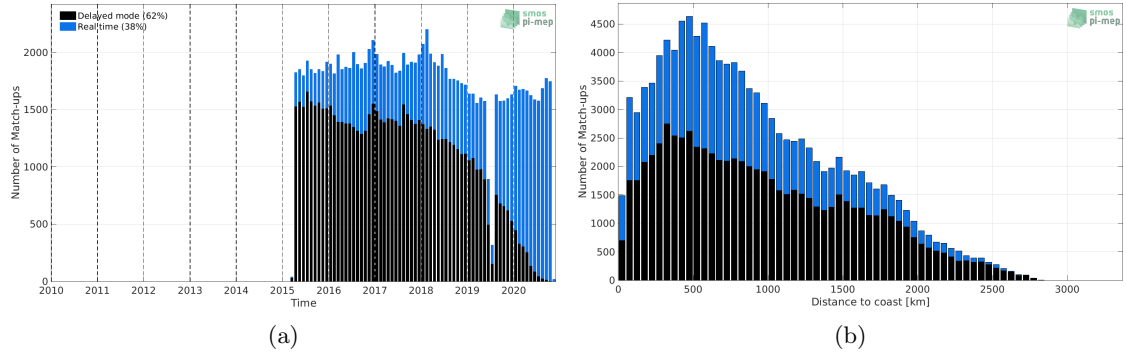 Delayed mode (62%)
Real time (38%)
smos
pi-mep
Number of Match-ups
2000
1500
1000
500
0
2010 2011 2012 2013 2014 2015 2016 2017 2018 2019 2020
Time
(a)
smos
pi-mep
Number of Match-ups
4500
4000
3500
3000
2500
2000
1500
1000
500
0
0 500 1000 1500 2000 2500 3000
Distance to coast [km]
(b)